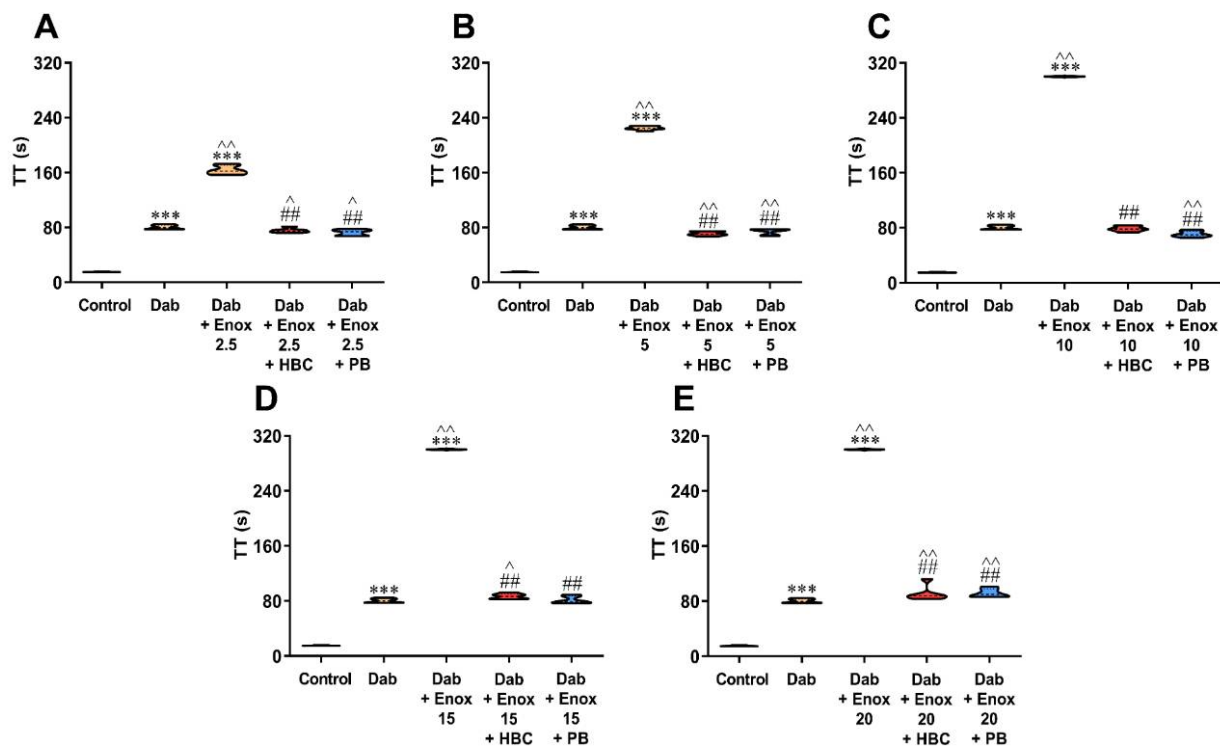 A
TT (s)
320
240
160
80
0
^^
***
***
^
##
^
##
Control
Dab
Dab
+ Enox
2.5
Dab
+ Enox
2.5
+ HBC
Dab
+ Enox
2.5
+ PB
B
TT (s)
320
240
160
80
0
^^
***
***
^^
##
^^
##
Control
Dab
Dab
+ Enox
5
Dab
+ Enox
5
+ HBC
Dab
+ Enox
5
+ PB
C
TT (s)
320
240
160
80
0
^^
***
***
##
^^
##
Control
Dab
Dab
+ Enox
10
Dab
+ Enox
10
+ HBC
Dab
+ Enox
10
+ PB
D
TT (s)
320
240
160
80
0
^^
***
***
^
##
##
Control
Dab
Dab
+ Enox
15
Dab
+ Enox
15
+ HBC
Dab
+ Enox
15
+ PB
E
TT (s)
320
240
160
80
0
^^
***
***
^^
##
^^
##
Control
Dab
Dab
+ Enox
20
Dab
+ Enox
20
+ HBC
Dab
+ Enox
20
+ PB